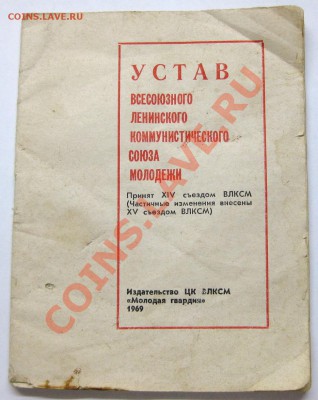 COINS.LAVE.RU
УСТАВ
ВСЕСОЮЗНОГО
ЛЕНИНСКОГО
КОММУНИСТИЧЕСКОГО
СОЮЗА
МОЛОДЕЖИ
Принят XIV съездом ВЛКСМ
(Частичные изменения внесены
XV съездом ВЛКСМ)
Издательство ЦК ВЛКСМ
«Молодая гвардия»
1969
COINS.LAVE.RU